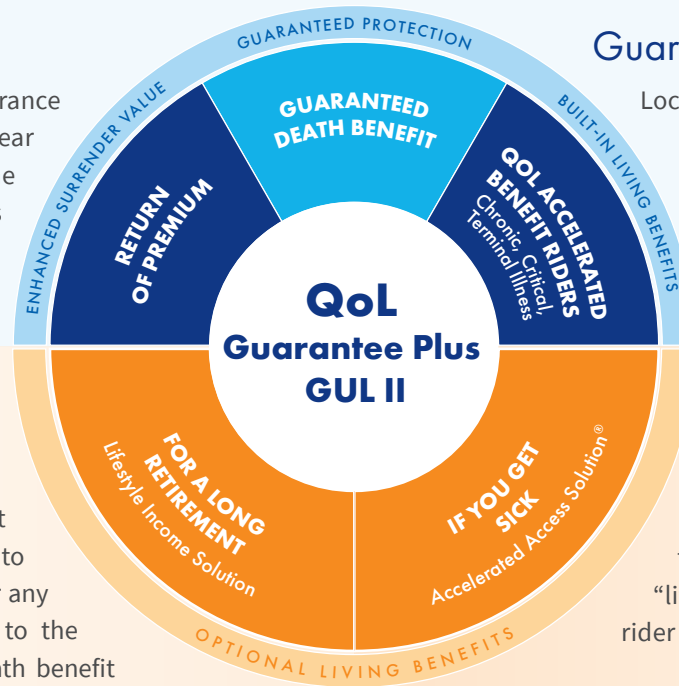 GUARANTEED PROTECTION
ENHANCED SURRENDER VALUE
BUILT-IN LIVING BENEFITS
Guar
Loc
rance
ear
e
s
GUARANTEED
DEATH BENEFIT
RETURN
OF PREMIUM
QOL ACCELERATED
BENEFIT RIDERS
Chronic, Critical,
Terminal Illness
QoL
Guarantee Plus
GUL II
FOR A LONG
RETIREMENT
Lifestyle Income Solution
IF YOU GET
SICK
Accelerated Access Solution®
t
to
any
to the
ath benefit
"li
rider
OPTIONAL LIVING BENEFITS